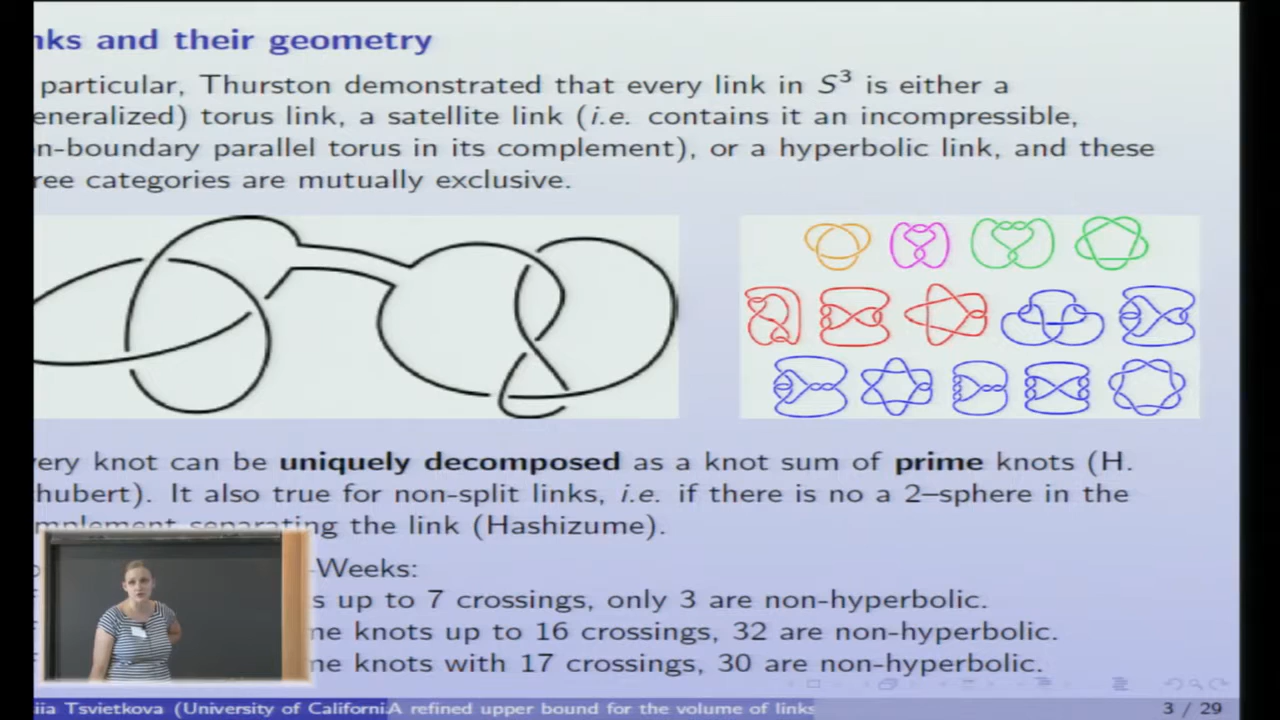 nks and their geometry
particular, Thurston demonstrated that every link in S³ is either a
eneralized) torus link, a satellite link (i.e. contains it an incompressible,
n-boundary parallel torus in its complement), or a hyperbolic link, and these
ree categories are mutually exclusive.
very knot can be uniquely decomposed as a knot sum of prime knots (H.
hubert). It also true for non-split links, i.e. if there is no a 2–sphere in the
mplement separating the link (Hashizume).
-Weeks:
s up to 7 crossings, only 3 are non-hyperbolic.
me knots up to 16 crossings, 32 are non-hyperbolic.
me knots with 17 crossings, 30 are non-hyperbolic.
iia Tsvietkova (University of Californi A refined upper bound for the volume of links 3 / 29